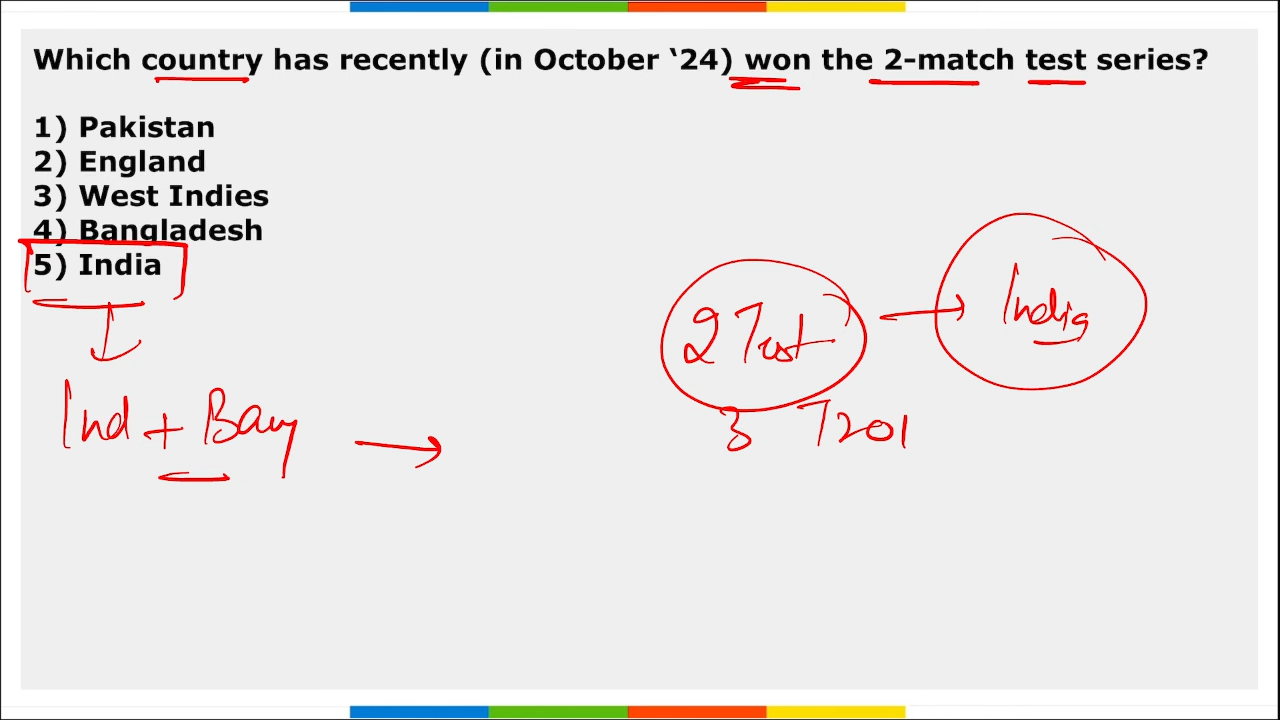 Which country has recently (in October ‘24) won the 2-match test series?
1) Pakistan
2) England
3) West Indies
4) Bangladesh
5) India
2 Test
India
Ind + Bang
3 T20I